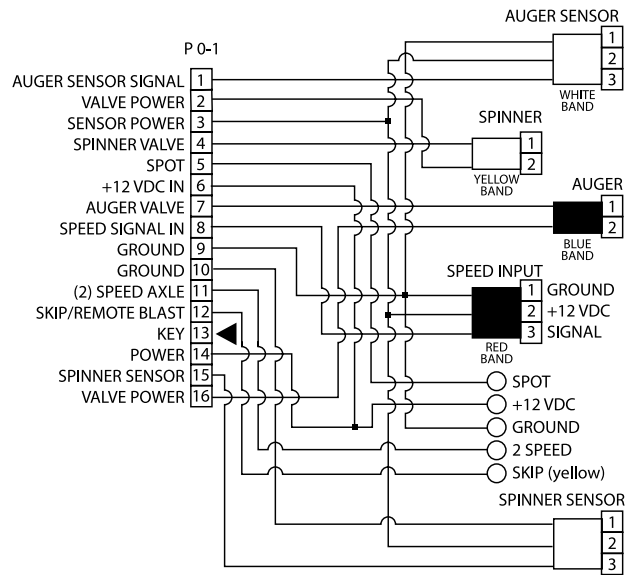 AUGER SENSOR
1
2
3
WHITE
BAND
P 0-1
AUGER SENSOR SIGNAL 1
VALVE POWER 2
SENSOR POWER 3
SPINNER VALVE 4
SPOT 5
+12 VDC IN 6
AUGER VALVE 7
SPEED SIGNAL IN 8
GROUND 9
GROUND 10
(2) SPEED AXLE 11
SKIP/REMOTE BLAST 12
KEY 13
POWER 14
SPINNER SENSOR 15
VALVE POWER 16
SPINNER
1
2
YELLOW
BAND
AUGER
1
2
BLUE
BAND
SPEED INPUT
1 GROUND
2 +12 VDC
3 SIGNAL
RED
BAND
SPOT
+12 VDC
GROUND
2 SPEED
SKIP (yellow)
SPINNER SENSOR
1
2
3